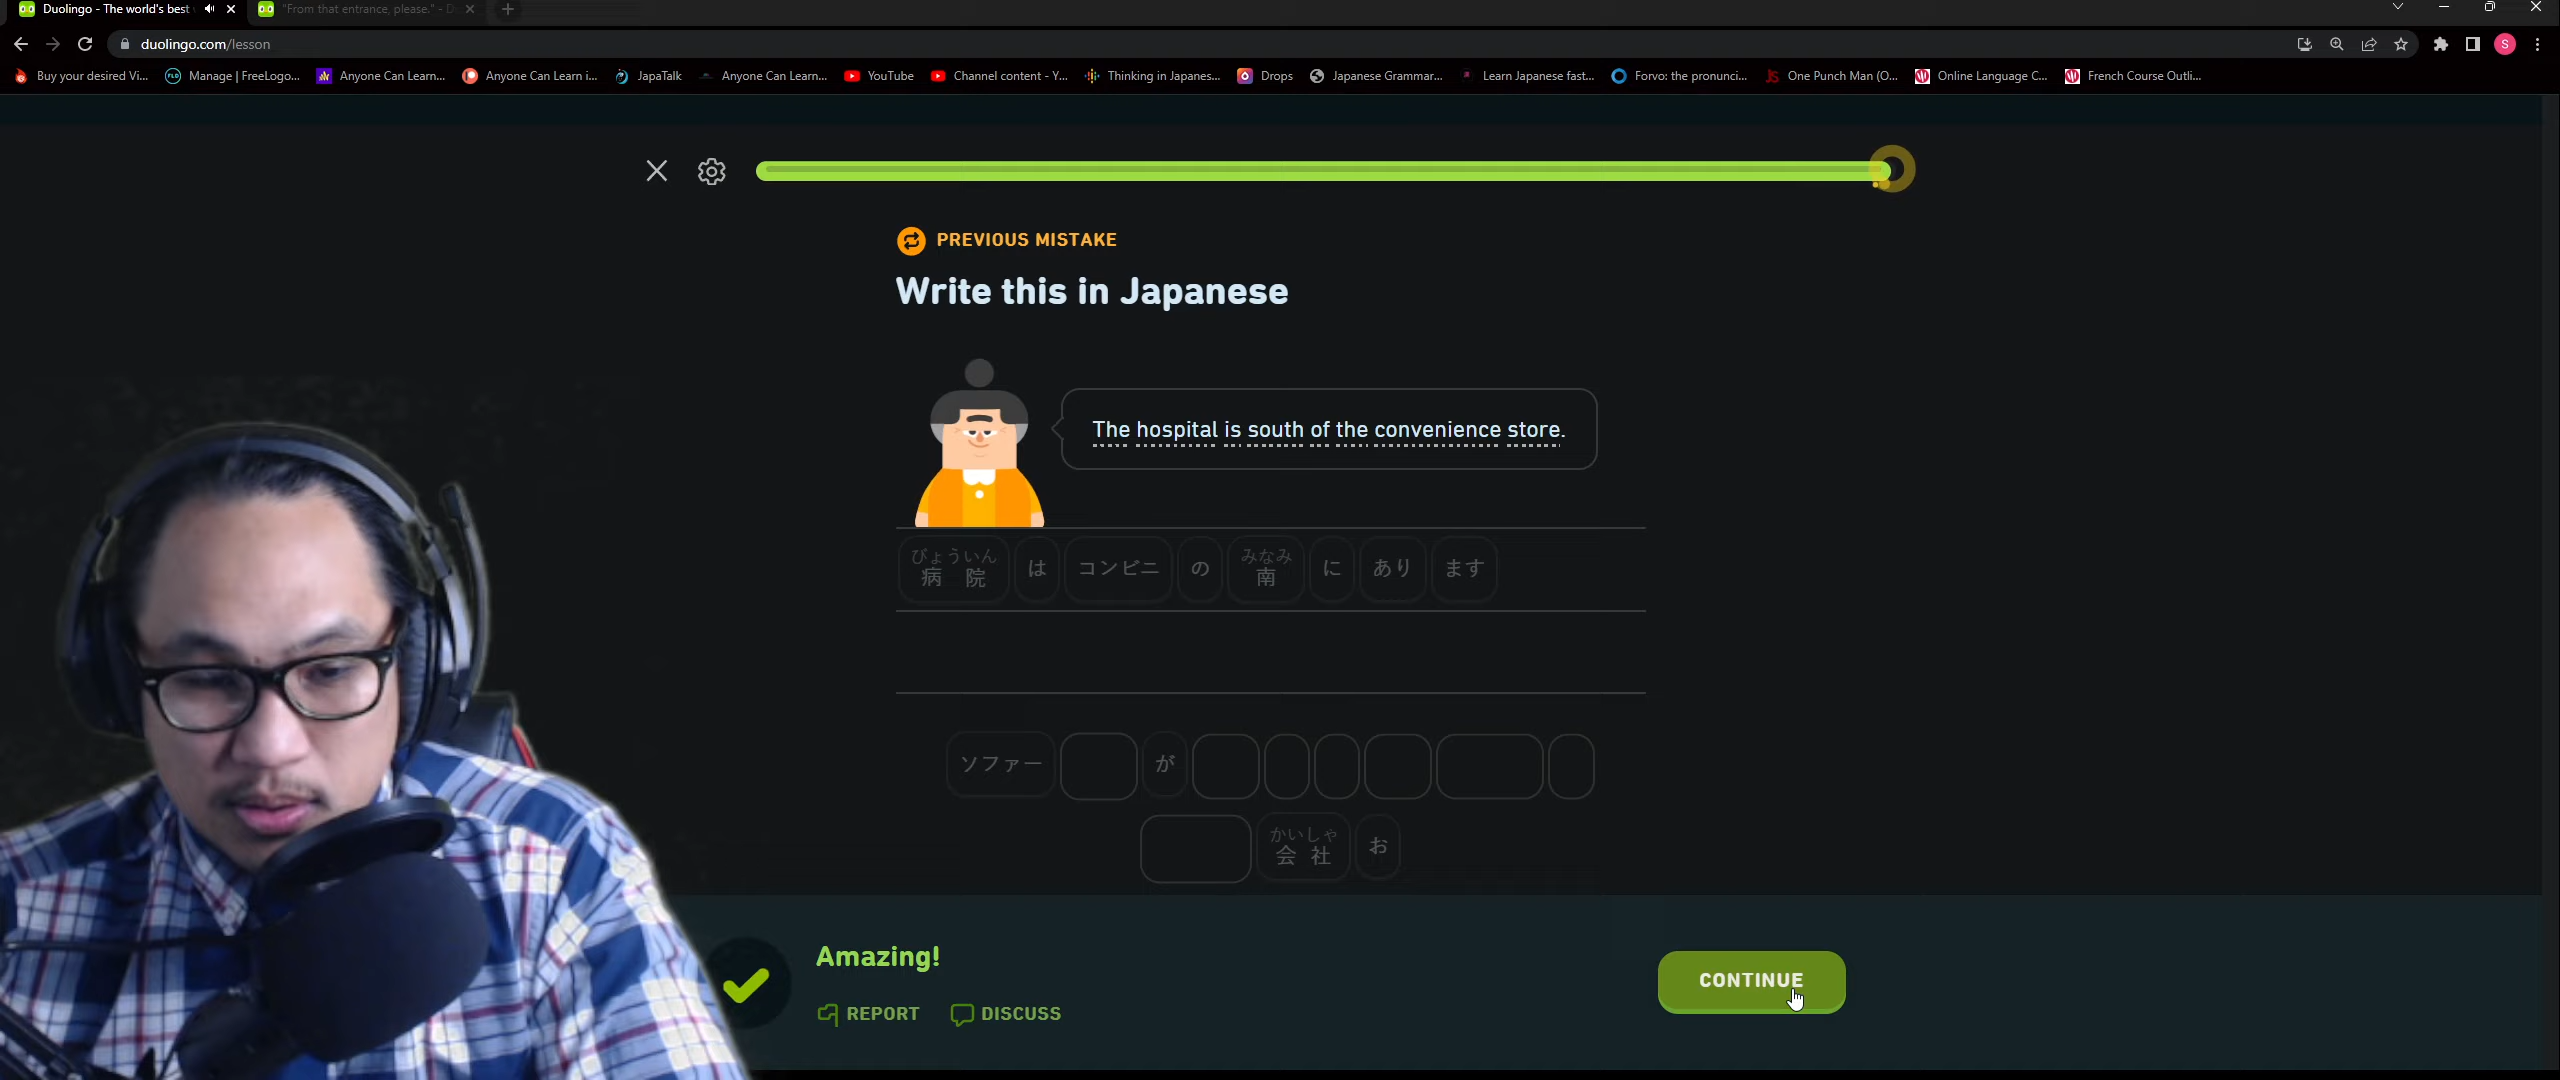 Duolingo - The world's best
"From that entrance, please." - D
duolingo.com/lesson
Buy your desired Vi...
Manage | FreeLogo...
Anyone Can Learn...
Anyone Can Learn i...
JapaTalk
Anyone Can Learn...
YouTube
Channel content - Y...
Thinking in Japanes...
Drops
Japanese Grammar...
Learn Japanese fast...
Forvo: the pronunci...
One Punch Man (O...
Online Language C...
French Course Outli...
PREVIOUS MISTAKE
Write this in Japanese
The hospital is south of the convenience store.
びょういん みなみ
病院 は コンビニ の 南 に あり ます
ソファー が
かいしゃ
会社 お
Amazing!
REPORT DISCUSS
CONTINUE